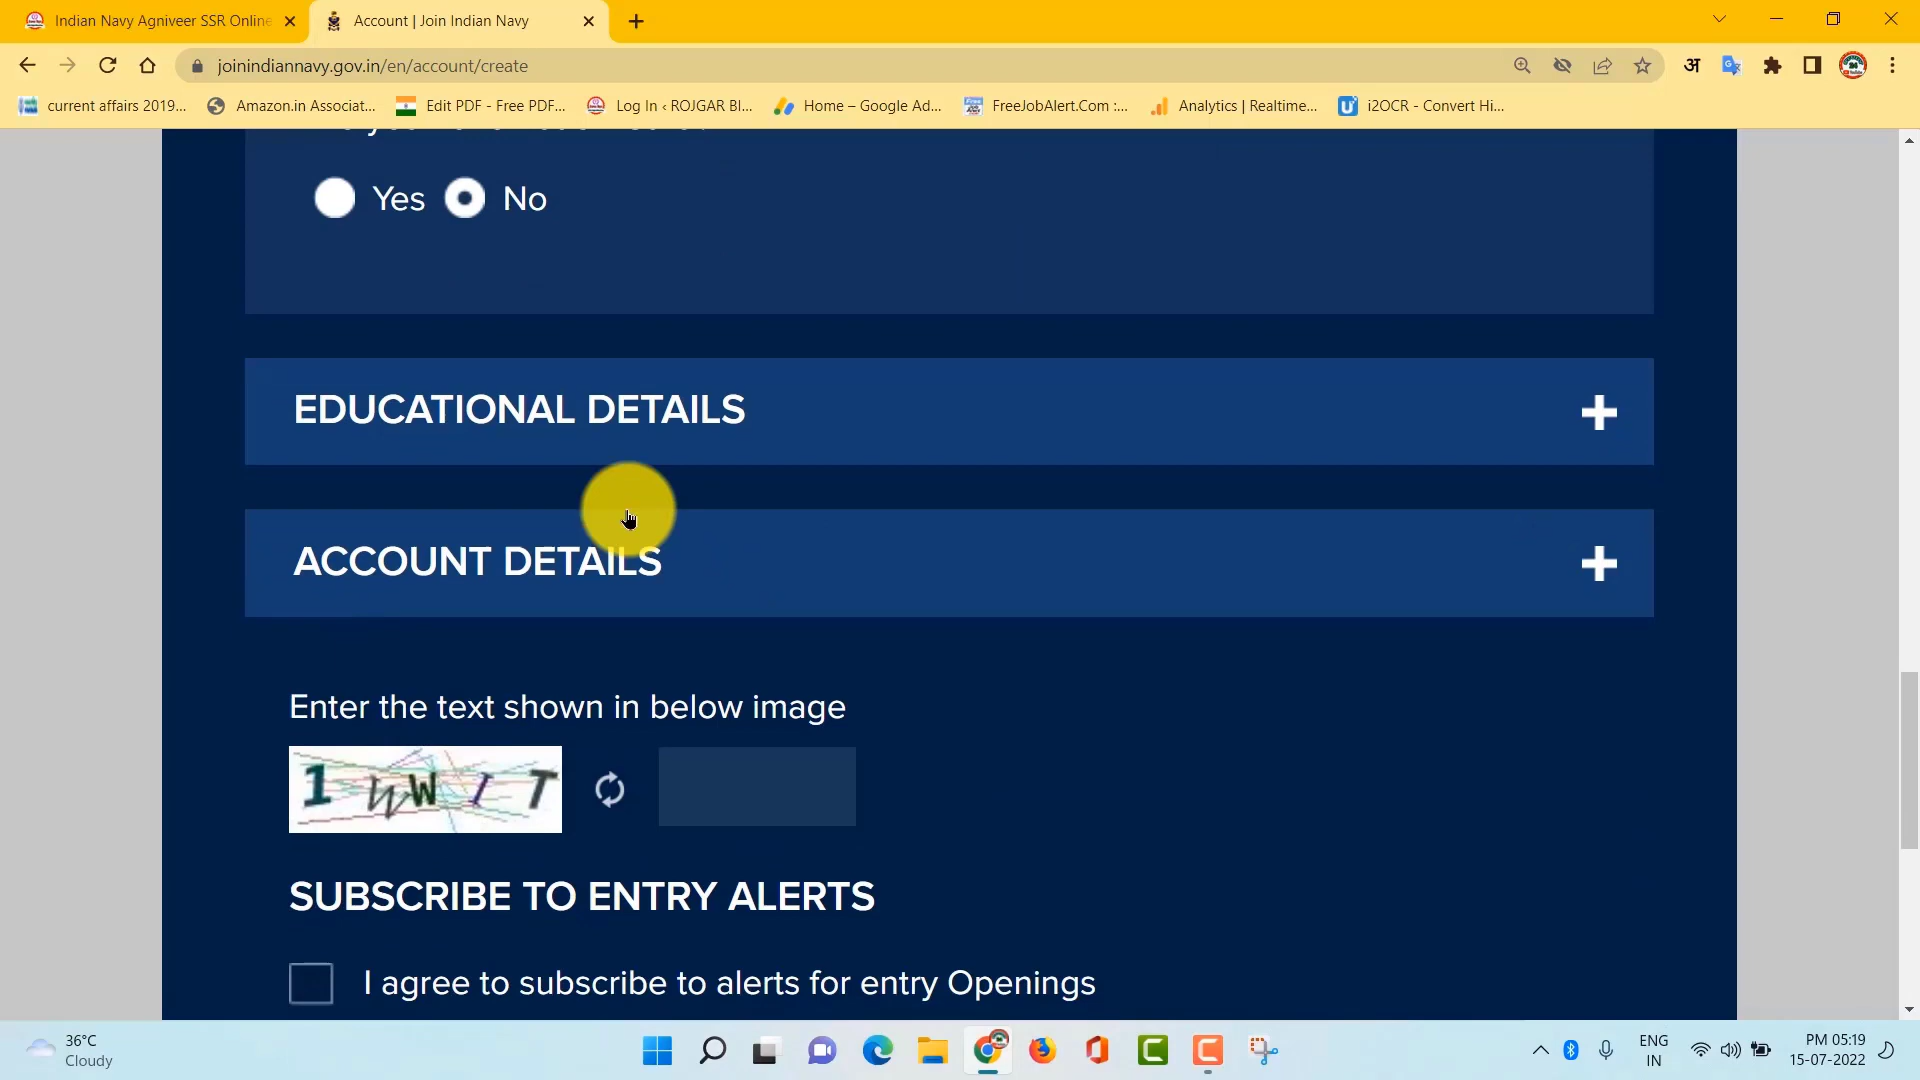 Indian Navy Agniveer SSR Online
Account | Join Indian Navy
joinindiannavy.gov.in/en/account/create
अ
current affairs 2019...
Amazon.in Associat...
Edit PDF - Free PDF...
Log In ‹ ROJGAR BI...
Home – Google Ad...
FreeJobAlert.Com :...
Analytics | Realtime...
i2OCR - Convert Hi...
Yes
No
EDUCATIONAL DETAILS
ACCOUNT DETAILS
Enter the text shown in below image
1 W W I T
SUBSCRIBE TO ENTRY ALERTS
I agree to subscribe to alerts for entry Openings
36°C
Cloudy
ENG
IN
PM 05:19
15-07-2022